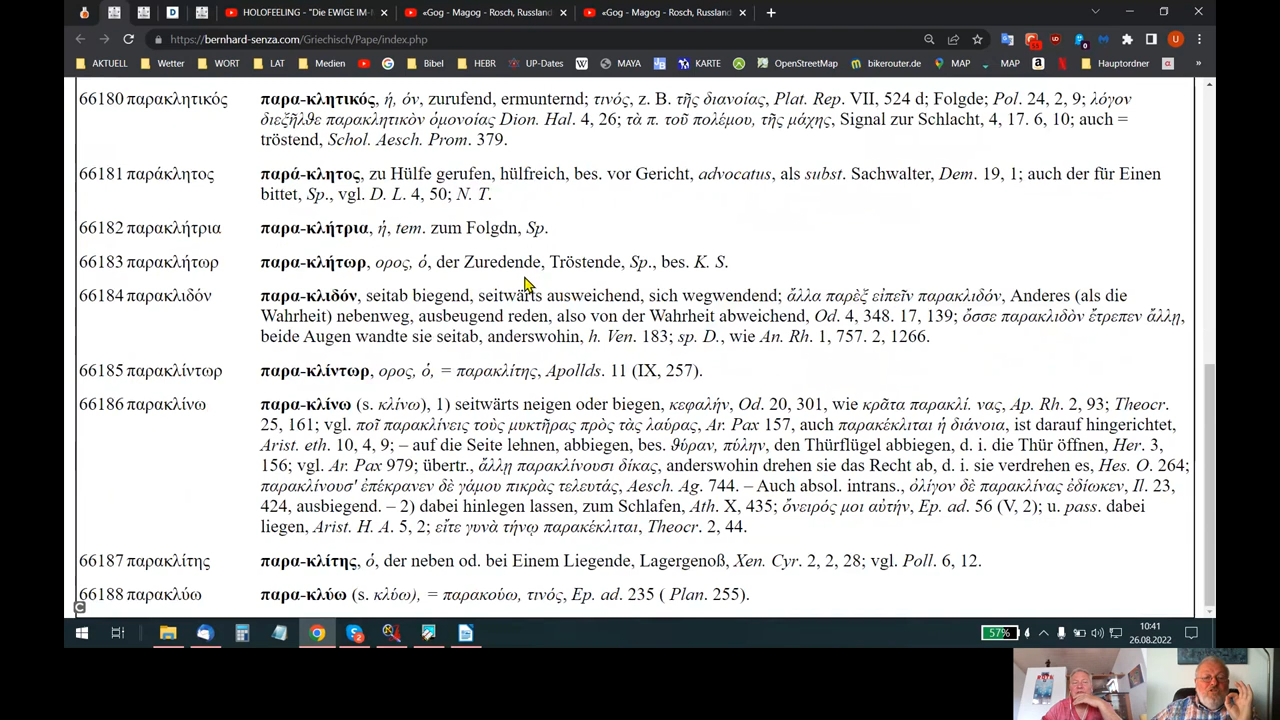 HOLOFEELING - "Die EWIGE IM-M
«Gog - Magog - Rosch, Russland
«Gog - Magog - Rosch, Russland
https://bernhard-senza.com/Griechisch/Pape/index.php
AKTUELL Wetter WORT LAT Medien Bibel HEBR UP-Dates MAYA KARTE OpenStreetMap bikerouter.de MAP MAP Hauptordner »
66180 παρακλητικός παρα-κλητικός, ή, όν, zurufend, ermunternd; τινός, z. B. τῆς διανοίας, Plat. Rep. VII, 524 d; Folgde; Pol. 24, 2, 9; λόγον
διεξῆλθε παρακλητικὸν ὁμονοίας Dion. Hal. 4, 26; τὰ π. τοῦ πολέμου, τῆς μάχης, Signal zur Schlacht, 4, 17. 6, 10; auch =
tröstend, Schol. Aesch. Prom. 379.
66181 παράκλητος παρά-κλητος, zu Hülfe gerufen, hülfreich, bes. vor Gericht, advocatus, als subst. Sachwalter, Dem. 19, 1; auch der für Einen
bittet, Sp., vgl. D. L. 4, 50; N. T.
66182 παρακλήτρια παρα-κλήτρια, ἡ, tem. zum Folgdn, Sp.
66183 παρακλήτωρ παρα-κλήτωρ, ορος, ὁ, der Zuredende, Tröstende, Sp., bes. K. S.
66184 παρακλιδόν παρα-κλιδόν, seitab biegend, seitwärts ausweichend, sich wegwendend; ἄλλα παρὲξ εἰπεῖν παρακλιδόν, Anderes (als die
Wahrheit) nebenweg, ausbeugend reden, also von der Wahrheit abweichend, Od. 4, 348. 17, 139; ὄσσε παρακλιδὸν ἔτρεπεν ἄλλῃ,
beide Augen wandte sie seitab, anderswohin, h. Ven. 183; sp. D., wie An. Rh. 1, 757. 2, 1266.
66185 παρακλίντωρ παρα-κλίντωρ, ορος, ὁ, = παρακλίτης, Apollds. 11 (IX, 257).
66186 παρακλίνω παρα-κλίνω (s. κλίνω), 1) seitwärts neigen oder biegen, κεφαλήν, Od. 20, 301, wie κρᾶτα παρακλί. νας, Ap. Rh. 2, 93; Theocr.
25, 161; vgl. ποῖ παρακλίνεις τοὺς μυκτῆρας πρὸς τὰς λαύρας, Ar. Pax 157, auch παρακέκλιται ἡ διάνοια, ist darauf hingerichtet,
Arist. eth. 10, 4, 9; – auf die Seite lehnen, abbiegen, bes. θύραν, πύλην, den Thürflügel abbiegen, d. i. die Thür öffnen, Her. 3,
156; vgl. Ar. Pax 979; übertr., ἄλλῃ παρακλίνουσι δίκας, anderswohin drehen sie das Recht ab, d. i. sie verdrehen es, Hes. O. 264;
παρακλίνουσ' ἐπέκρανεν δὲ γάμου πικρὰς τελευτάς, Aesch. Ag. 744. – Auch absol. intrans., ὀλίγον δὲ παρακλίνας ἐδίωκεν, Il. 23,
424, ausbiegend. – 2) dabei hinlegen lassen, zum Schlafen, Ath. X, 435; ὄνειρός μοι αὐτήν, Ep. ad. 56 (V, 2); u. pass. dabei
liegen, Arist. H. A. 5, 2; εἴτε γυνὰ τήνῳ παρακέκλιται, Theocr. 2, 44.
66187 παρακλίτης παρα-κλίτης, ὁ, der neben od. bei Einem Liegende, Lagergenoß, Xen. Cyr. 2, 2, 28; vgl. Poll. 6, 12.
66188 παρακλύω παρα-κλύω (s. κλύω), = παρακούω, τινός, Ep. ad. 235 ( Plan. 255).
57% 10:41
26.08.2022